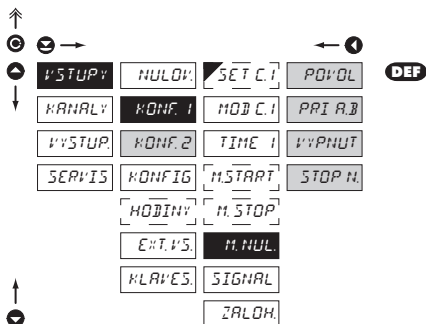 VSTUPY NULOV. SET C.1 POVOL DEF
KANALY KONF. 1 MOD C.1 PRI A.B
VYSTUP. KONF. 2 TIME 1 VYPNUT
SERVIS KONFIG M.START STOP N.
HODINY M. STOP
EXT. VS. M. NUL.
KLAVES. SIGNAL
ZALOH.